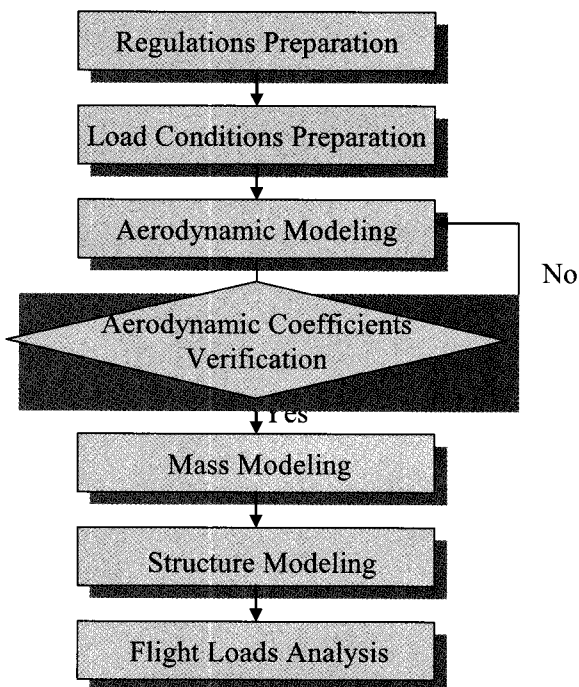 Regulations Preparation
Load Conditions Preparation
Aerodynamic Modeling
No
Aerodynamic Coefficients
Verification
Yes
Mass Modeling
Structure Modeling
Flight Loads Analysis